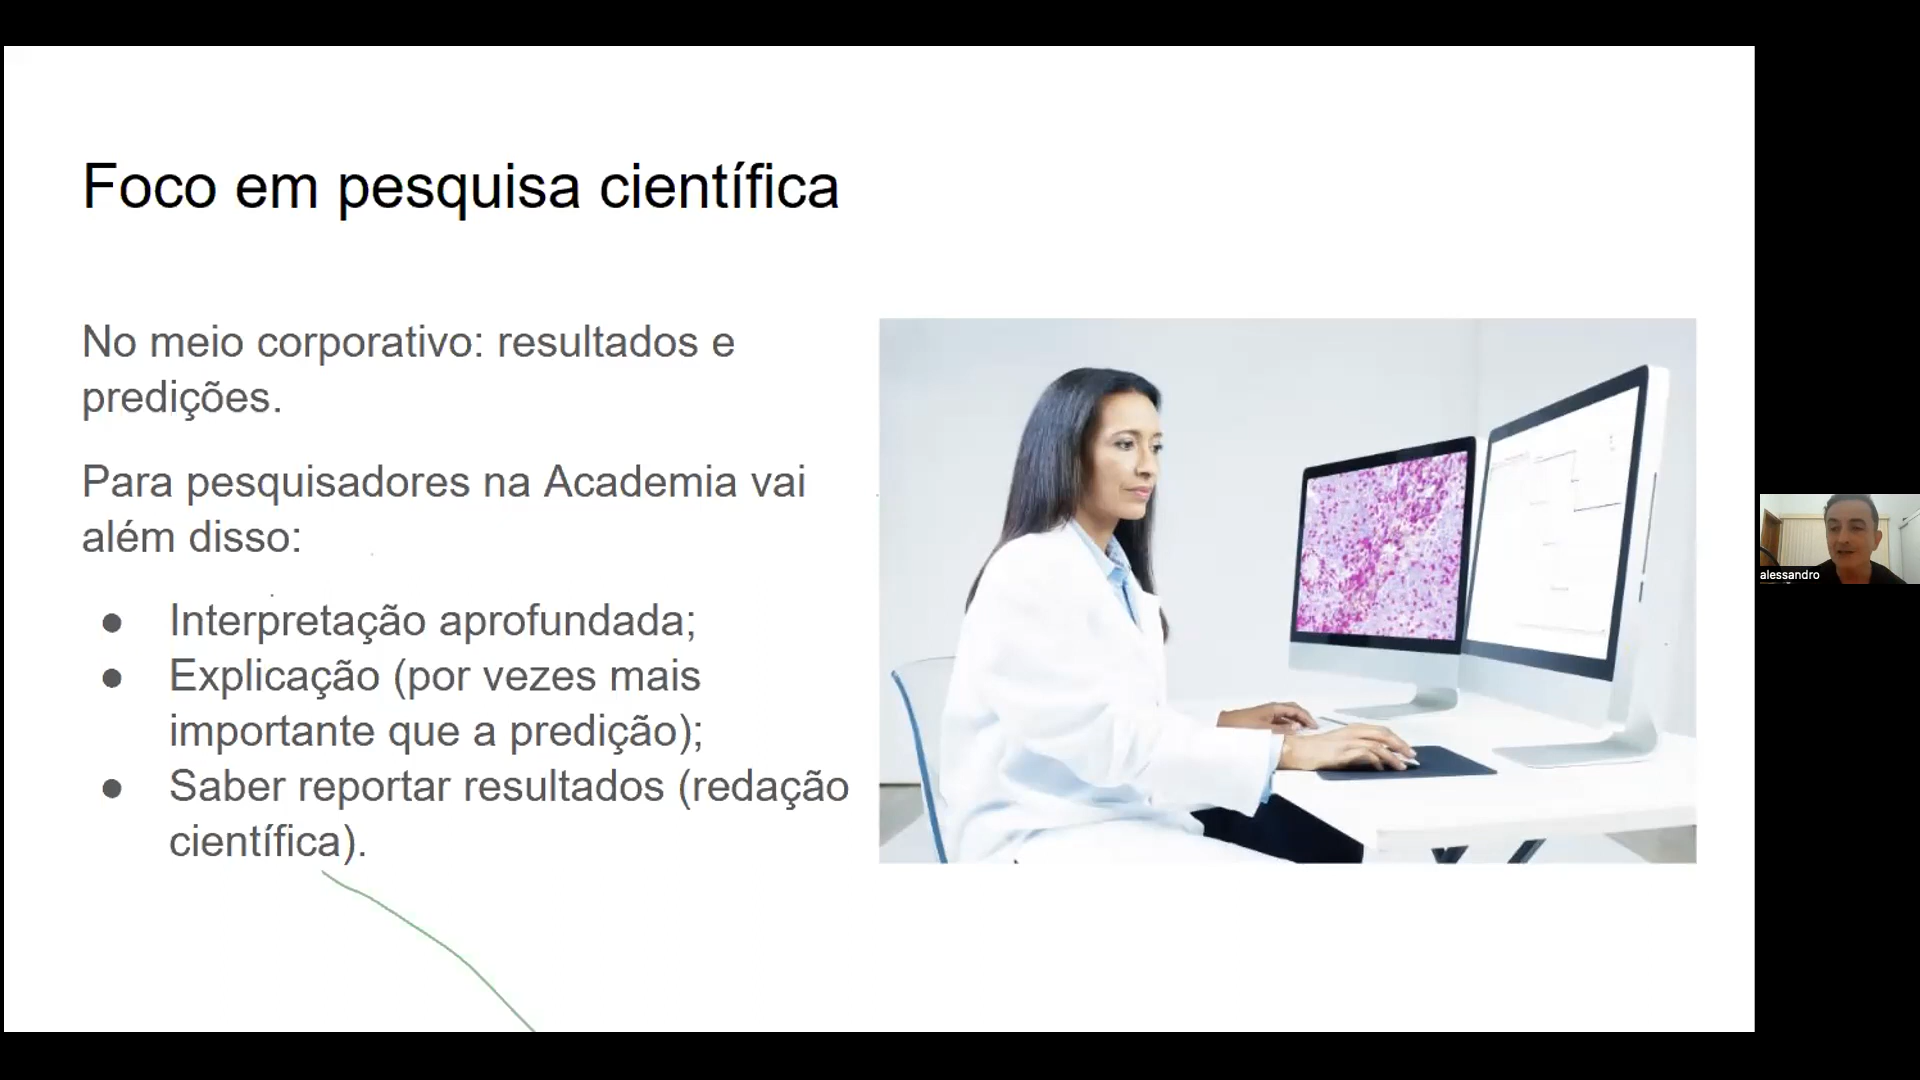 Foco em pesquisa científica
No meio corporativo: resultados e
predições.
Para pesquisadores na Academia vai
além disso:
● Interpretação aprofundada;
● Explicação (por vezes mais
importante que a predição);
● Saber reportar resultados (redação
científica).
alessandro